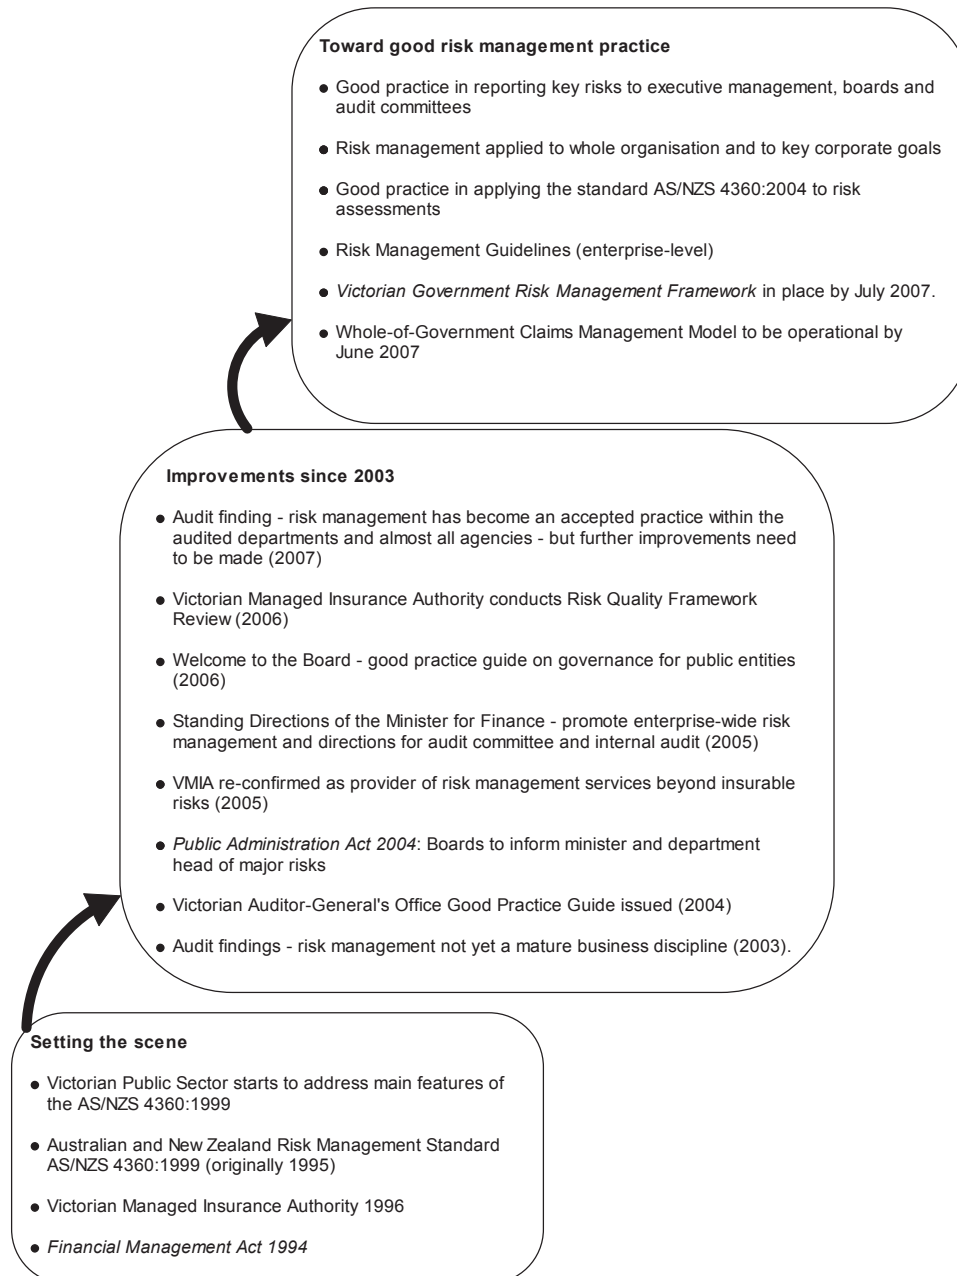 Toward good risk management practice
● Good practice in reporting key risks to executive management, boards and
audit committees
● Risk management applied to whole organisation and to key corporate goals
● Good practice in applying the standard AS/NZS 4360:2004 to risk
assessments
● Risk Management Guidelines (enterprise-level)
● Victorian Government Risk Management Framework in place by July 2007.
● Whole-of-Government Claims Management Model to be operational by
June 2007
Improvements since 2003
● Audit finding - risk management has become an accepted practice within the
audited departments and almost all agencies - but further improvements need
to be made (2007)
● Victorian Managed Insurance Authority conducts Risk Quality Framework
Review (2006)
● Welcome to the Board - good practice guide on governance for public entities
(2006)
● Standing Directions of the Minister for Finance - promote enterprise-wide risk
management and directions for audit committee and internal audit (2005)
● VMIA re-confirmed as provider of risk management services beyond insurable
risks (2005)
● Public Administration Act 2004: Boards to inform minister and department
head of major risks
● Victorian Auditor-General's Office Good Practice Guide issued (2004)
● Audit findings - risk management not yet a mature business discipline (2003).
Setting the scene
● Victorian Public Sector starts to address main features of
the AS/NZS 4360:1999
● Australian and New Zealand Risk Management Standard
AS/NZS 4360:1999 (originally 1995)
● Victorian Managed Insurance Authority 1996
● Financial Management Act 1994